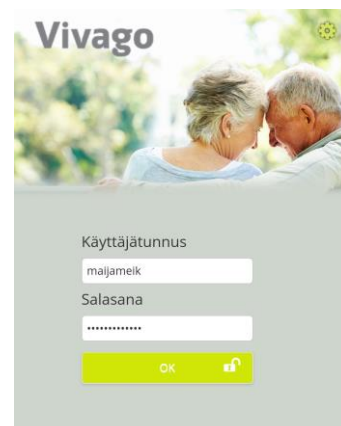 Vivago
Käyttäjätunnus
maijameik
Salasana
•••••••••••••
OK